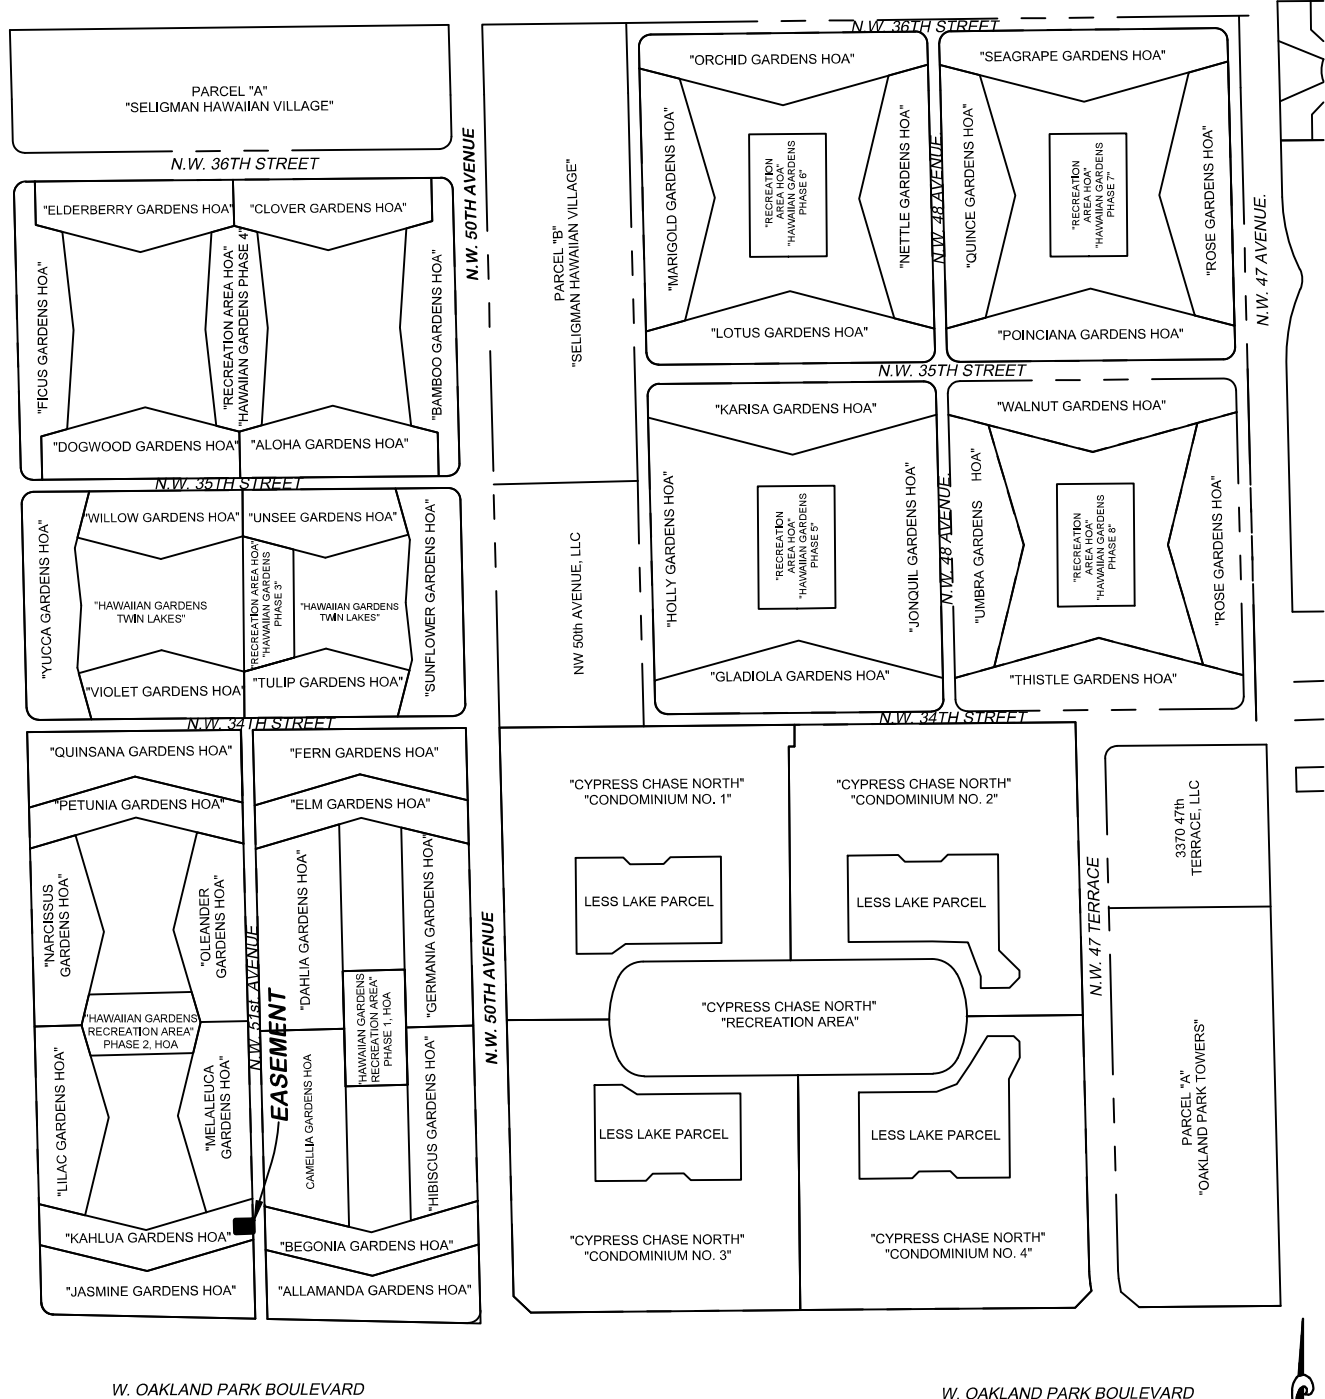 N.W. 36TH STREET
PARCEL "A"
"SELIGMAN HAWAIIAN VILLAGE"
N.W. 36TH STREET
N.W. 50TH AVENUE
"ELDERBERRY GARDENS HOA"
"CLOVER GARDENS HOA"
"FICUS GARDENS HOA"
"RECREATION AREA HOA"
"HAWAIIAN GARDENS PHASE 4"
"BAMBOO GARDENS HOA"
"DOGWOOD GARDENS HOA"
"ALOHA GARDENS HOA"
N.W. 35TH STREET
"YUCCA GARDENS HOA"
"WILLOW GARDENS HOA"
"UNSEE GARDENS HOA"
"SUNFLOWER GARDENS HOA"
"HAWAIIAN GARDENS
TWIN LAKES"
"RECREATION AREA HOA"
"HAWAIIAN GARDENS
PHASE 3"
"HAWAIIAN GARDENS
TWIN LAKES"
"VIOLET GARDENS HOA"
"TULIP GARDENS HOA"
N.W. 34TH STREET
"QUINSANA GARDENS HOA"
"FERN GARDENS HOA"
"PETUNIA GARDENS HOA"
"ELM GARDENS HOA"
"NARCISSUS
GARDENS HOA"
"OLEANDER
GARDENS HOA"
"DAHLIA GARDENS HOA"
"GERMANIA GARDENS HOA"
"HAWAIIAN GARDENS
RECREATION AREA"
PHASE 2, HOA
N.W. 51st. AVENUE
EASEMENT
"HAWAIIAN GARDENS
RECREATION AREA"
PHASE 1, HOA
"LILAC GARDENS HOA"
"MELALEUCA
GARDENS HOA"
CAMELLIA GARDENS HOA
"HIBISCUS GARDENS HOA"
"KAHLUA GARDENS HOA"
"BEGONIA GARDENS HOA"
"JASMINE GARDENS HOA"
"ALLAMANDA GARDENS HOA"
N.W. 50TH AVENUE
PARCEL "B"
"SELIGMAN HAWAIIAN VILLAGE"
NW 50th AVENUE, LLC
"ORCHID GARDENS HOA"
"SEAGRAPE GARDENS HOA"
"MARIGOLD GARDENS HOA"
"RECREATION
AREA HOA"
"HAWAIIAN GARDENS
PHASE 6"
"NETTLE GARDENS HOA"
N.W. 48 AVENUE.
"QUINCE GARDENS HOA"
"RECREATION
AREA HOA"
"HAWAIIAN GARDENS
PHASE 7"
"ROSE GARDENS HOA"
N.W. 47 AVENUE.
"LOTUS GARDENS HOA"
"POINCIANA GARDENS HOA"
N.W. 35TH STREET
"KARISA GARDENS HOA"
"WALNUT GARDENS HOA"
"HOLLY GARDENS HOA"
"RECREATION
AREA HOA"
"HAWAIIAN GARDENS
PHASE 5"
"JONQUIL GARDENS HOA"
N.W. 48 AVENUE.
"UMBRA GARDENS HOA"
"RECREATION
AREA HOA"
"HAWAIIAN GARDENS
PHASE 8"
"ROSE GARDENS HOA"
"GLADIOLA GARDENS HOA"
"THISTLE GARDENS HOA"
N.W. 34TH STREET
"CYPRESS CHASE NORTH"
"CONDOMINIUM NO. 1"
"CYPRESS CHASE NORTH"
"CONDOMINIUM NO. 2"
LESS LAKE PARCEL
LESS LAKE PARCEL
"CYPRESS CHASE NORTH"
"RECREATION AREA"
LESS LAKE PARCEL
LESS LAKE PARCEL
"CYPRESS CHASE NORTH"
"CONDOMINIUM NO. 3"
"CYPRESS CHASE NORTH"
"CONDOMINIUM NO. 4"
N.W. 47 TERRACE
3370 47th
TERRACE, LLC
PARCEL "A"
"OAKLAND PARK TOWERS"
W. OAKLAND PARK BOULEVARD
W. OAKLAND PARK BOULEVARD